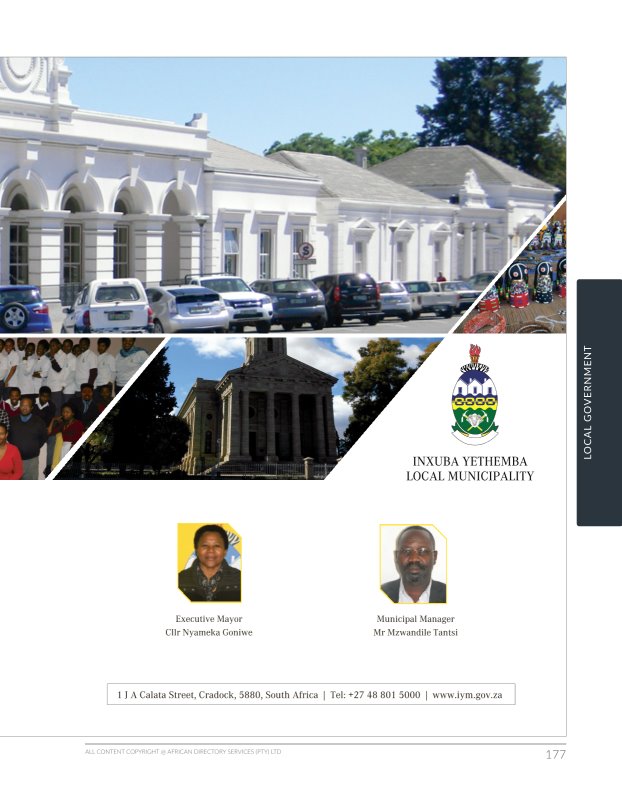 LOCAL GOVERNMENT
INXUBA YETHEMBA
LOCAL MUNICIPALITY
Executive Mayor
Cllr Nyameka Goniwe
Municipal Manager
Mr Mzwandile Tantsi
1 J A Calata Street, Cradock, 5880, South Africa | Tel: +27 48 801 5000 | www.iym.gov.za
ALL CONTENT COPYRIGHT @ AFRICAN DIRECTORY SERVICES (PTY) LTD
177